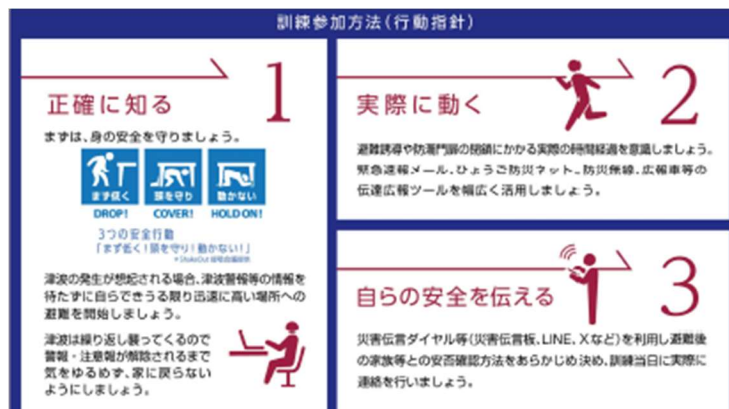 訓練参加方法(行動指針)
1
正確に知る
まずは、身の安全を守りましょう。
まず低く
頭を守り
動かない
DROP!
COVER!
HOLD ON!
3つの安全行動
「まず低く!頭を守り!動かない!」
津波の発生が想起される場合、津波警報等の情報を
待たずに自らできうる限り迅速に高い場所への
避難を開始しましょう。
津波は繰り返し襲ってくるので
警報・注意報が解除されるまで
気をゆるめず、家に戻らない
ようにしましょう。
2
実際に動く
避難誘導や防潮門扉の閉鎖にかかる実際の時間経過を意識しましょう。
緊急速報メール、ひょうご防災ネット、防災無線、広報車等の
伝達広報ツールを幅広く活用しましょう。
3
自らの安全を伝える
災害伝言ダイヤル等(災害伝言板、LINE、Xなど)を利用し避難後
の家族等との安否確認方法をあらかじめ決め、訓練当日に実際に
連絡を行いましょう。